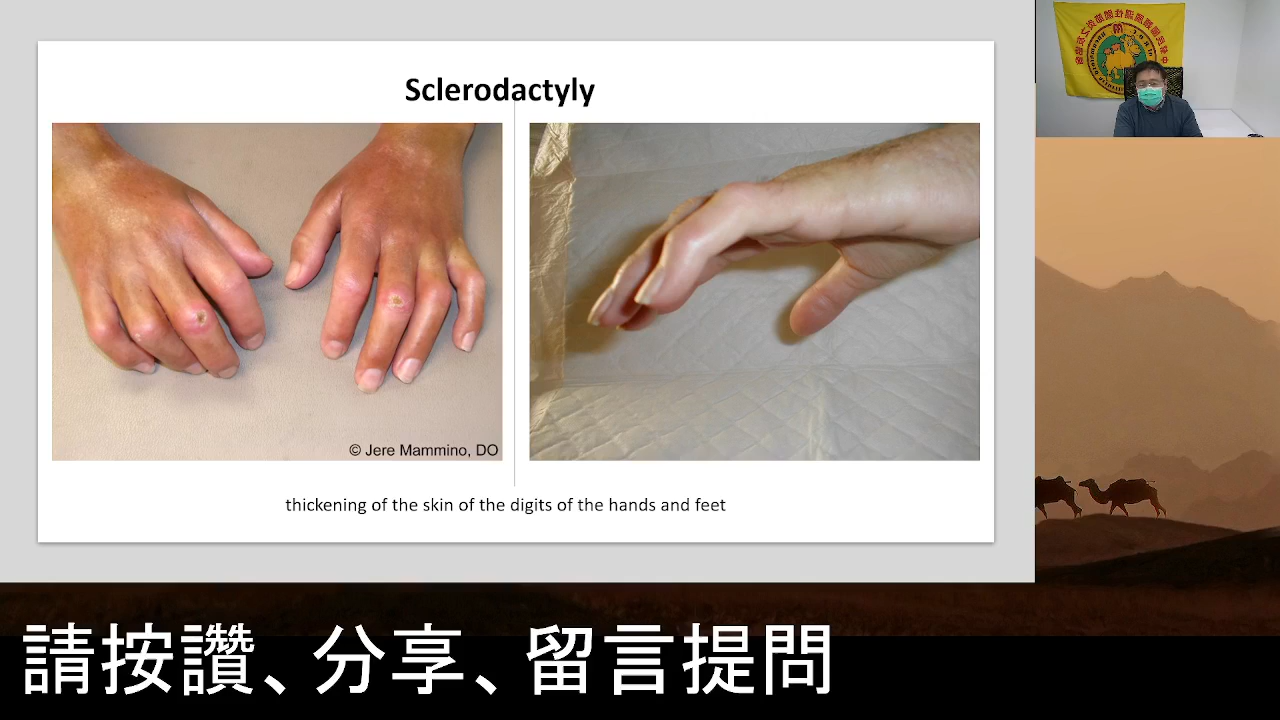 Sclerodactyly
© Jere Mammino, DO
thickening of the skin of the digits of the hands and feet
請按讚、分享、留言提問